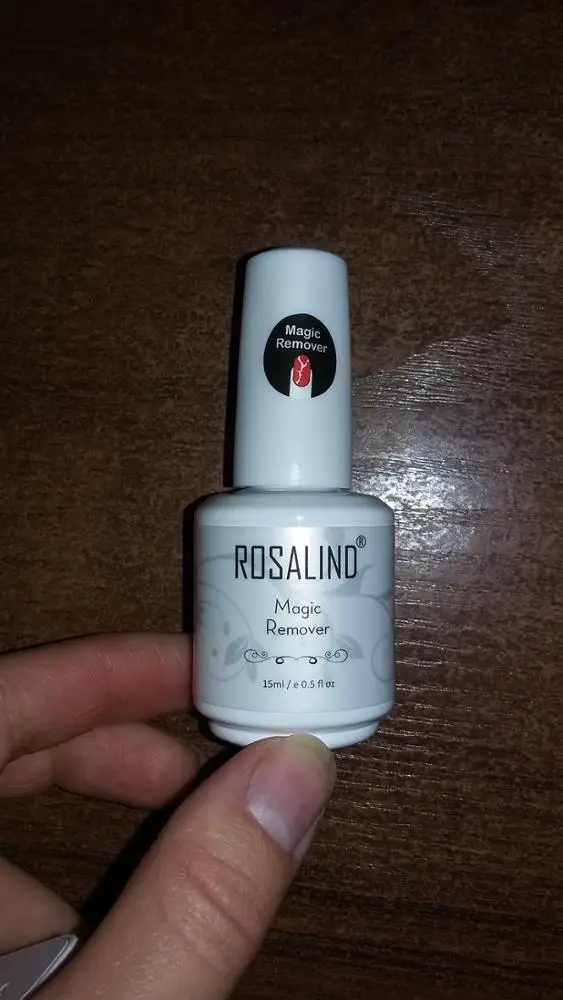 Magic
Remover
ROSALIND®
Magic
Remover
15ml / e 0.5 fl oz